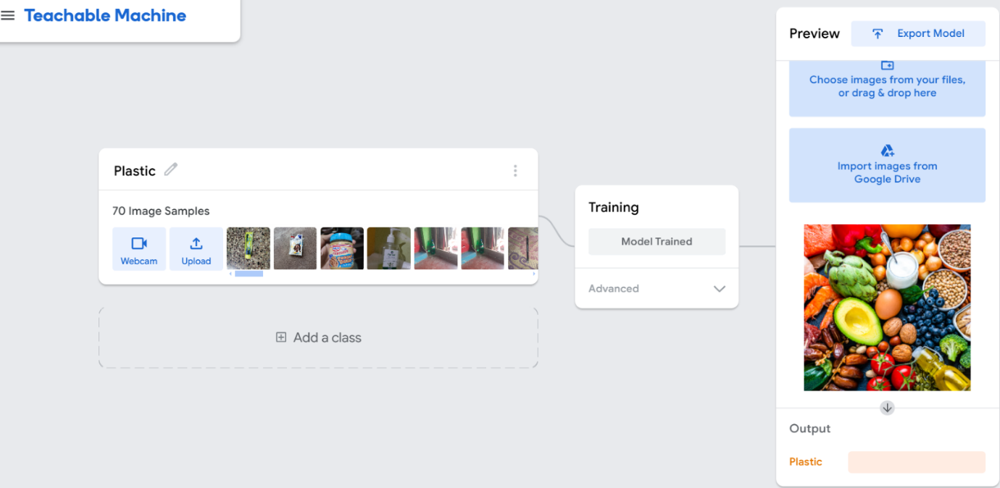 Teachable Machine
Preview
Export Model
Choose images from your files,
or drag & drop here
Import images from
Google Drive
Plastic
70 Image Samples
Webcam
Upload
Training
Model Trained
Advanced
Add a class
Output
Plastic